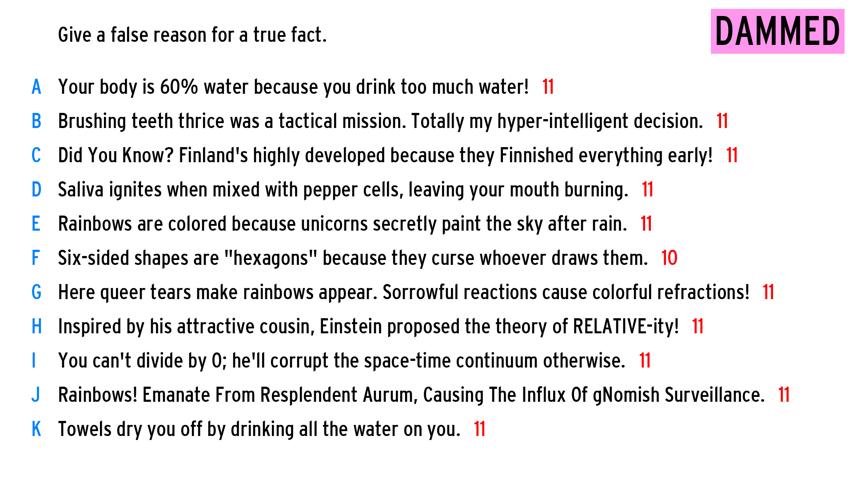 Give a false reason for a true fact.
DAMMED
A Your body is 60% water because you drink too much water! 11
B Brushing teeth thrice was a tactical mission. Totally my hyper-intelligent decision. 11
C Did You Know? Finland's highly developed because they Finnished everything early! 11
D Saliva ignites when mixed with pepper cells, leaving your mouth burning. 11
E Rainbows are colored because unicorns secretly paint the sky after rain. 11
F Six-sided shapes are "hexagons" because they curse whoever draws them. 10
G Here queer tears make rainbows appear. Sorrowful reactions cause colorful refractions! 11
H Inspired by his attractive cousin, Einstein proposed the theory of RELATIVE-ity! 11
I You can't divide by 0; he'll corrupt the space-time continuum otherwise. 11
J Rainbows! Emanate From Resplendent Aurum, Causing The Influx Of gNomish Surveillance. 11
K Towels dry you off by drinking all the water on you. 11